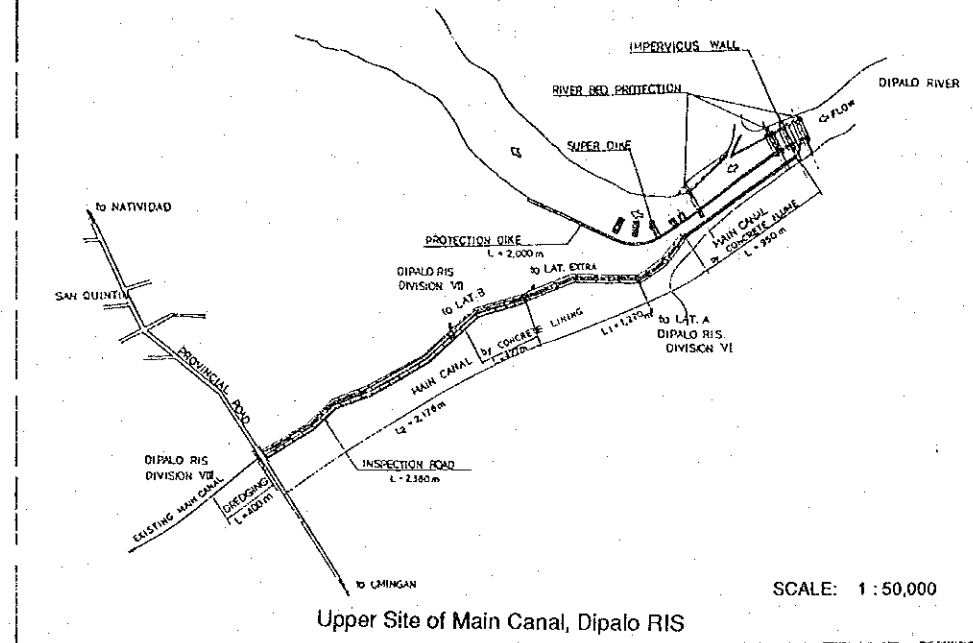 IMPERVICUS WALL
DIPALO RIVER
RIVER BED PROTECTION
FLOW
SUPER DIKE
to NATIVIDAD
PROTECTION DIKE
L = 2,000 m
MAIN CANAL
by CONCRETE FLUME
L = 950 m
DIPALO RIS
DIVISION VII
to LAT. EXTRA
to LAT. B
SAN QUINTIN
by CONCRETE LINING
L1 = 1,220 m
to LAT. A
DIPALO RIS.
DIVISION VI
PROVINCIAL ROAD
MAIN CANAL
L2 = 2,176 m
DIPALO RIS
DIVISION VIII
INSPECTION ROAD
L = 2,380 m
EXISTING MAIN CANAL
DREDGING
L = 400 m
to UMINGAN
SCALE: 1 : 50,000
Upper Site of Main Canal, Dipalo RIS